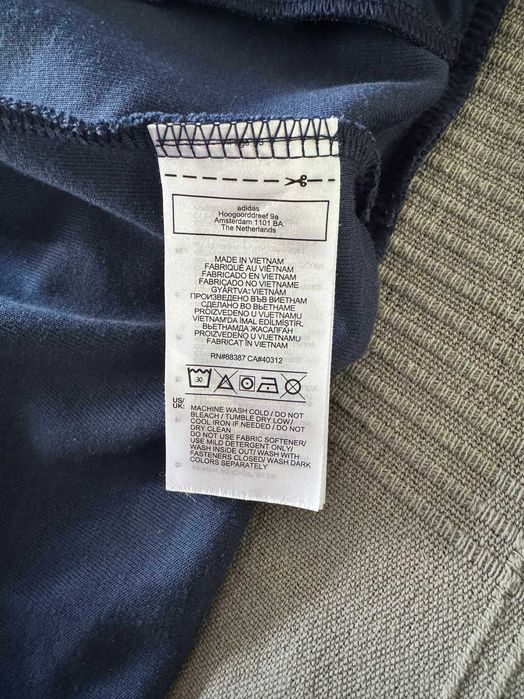 adidas
Hoogoorddreef 9a
Amsterdam 1101 BA
The Netherlands
MADE IN VIETNAM
FABRIQUÉ AU VIÊTNAM
FABRICADO EN VIETNAM
FABRICADO NO VIETNAME
GYÁRTVA: VIETNÁM
ПРОИЗВЕДЕНО ВЪВ ВИЕТНАМ
СДЕЛАНО ВО ВЬЕТНАМЕ
PROIZVEDENO U VIJETNAMU
VIETNAM'DA İMAL EDİLMİŞTİR.
ВЬЕТНАМДА ЖАСАЛҒАН
PROIZVEDENO U VIJETNAMU
FABRICAT ÎN VIETNAM
RN#88387 CA#40312
30
US/
UK:
MACHINE WASH COLD / DO NOT
BLEACH / TUMBLE DRY LOW /
COOL IRON IF NEEDED / DO NOT
DRY CLEAN
DO NOT USE FABRIC SOFTENER/
USE MILD DETERGENT ONLY/
WASH INSIDE OUT/ WASH WITH
FASTENERS CLOSED/ WASH DARK
COLORS SEPARATELY